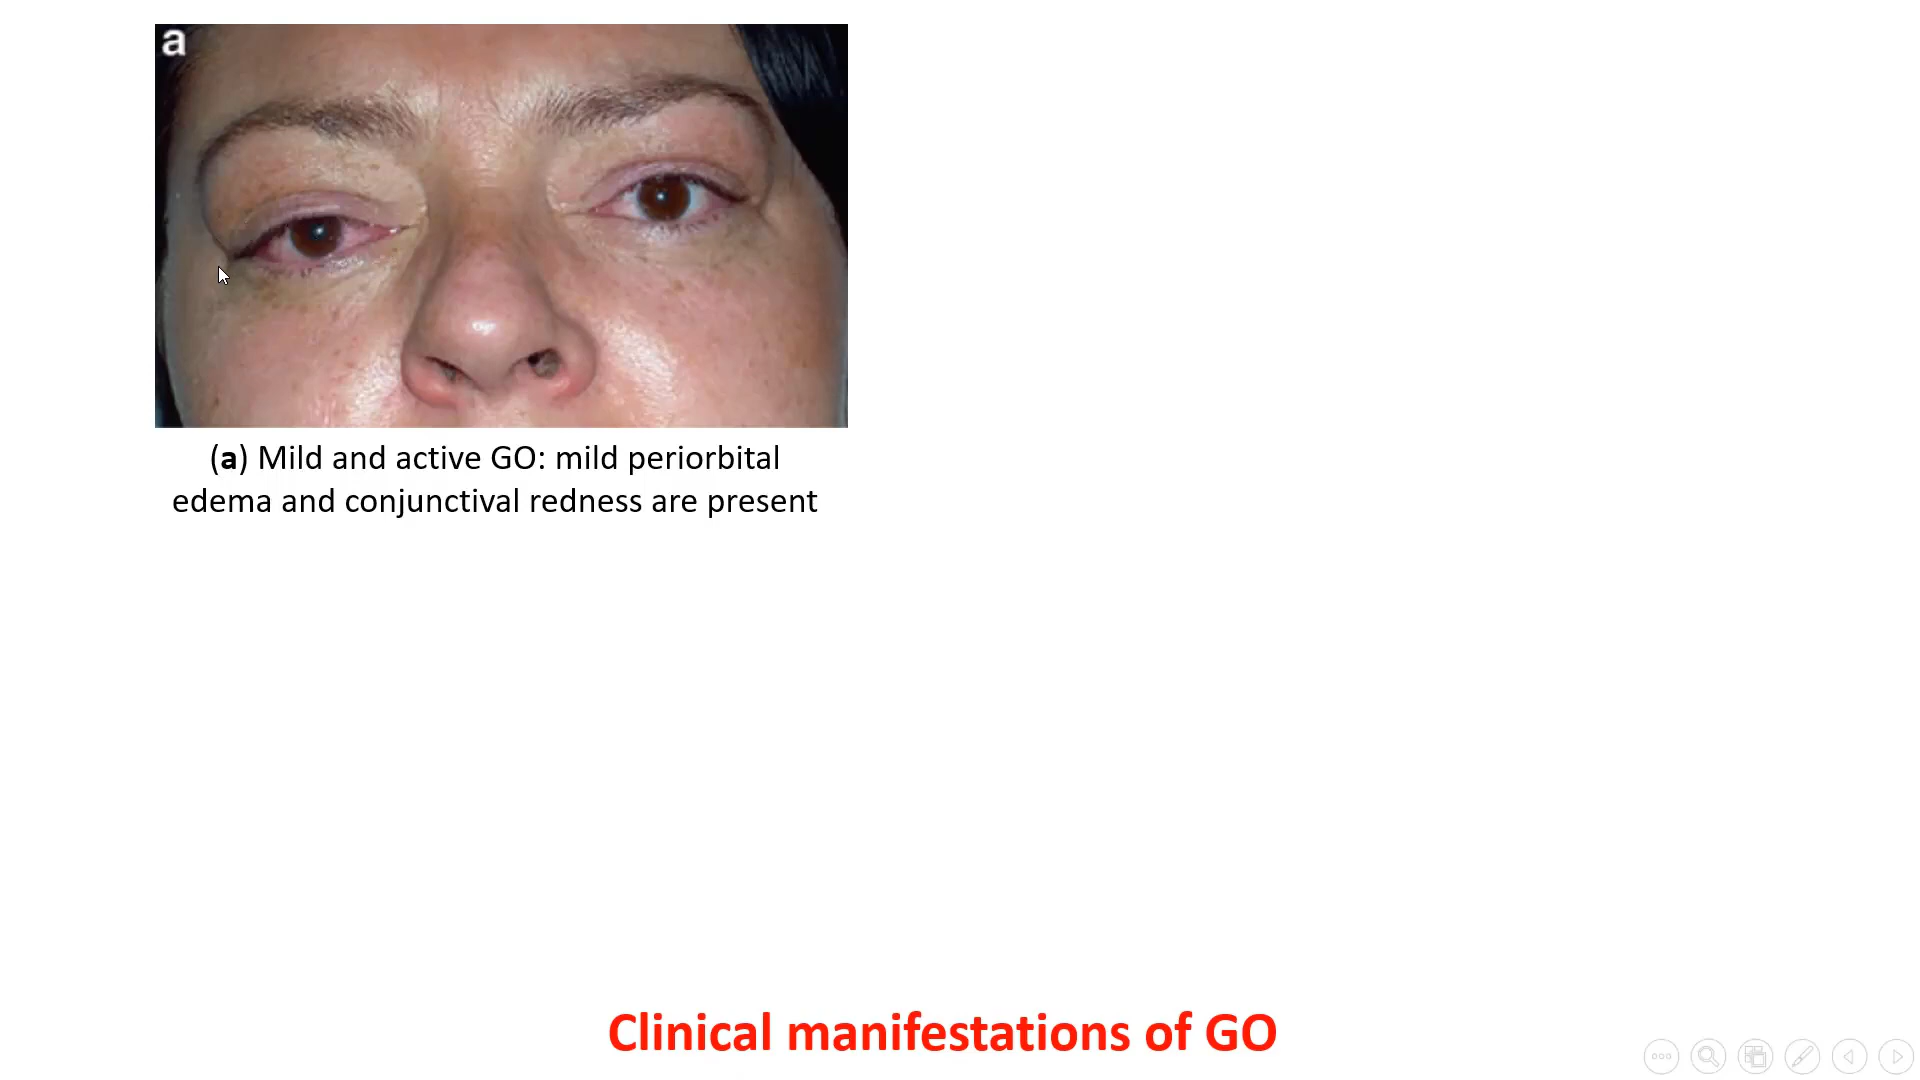 a
(a) Mild and active GO: mild periorbital
edema and conjunctival redness are present
Clinical manifestations of GO